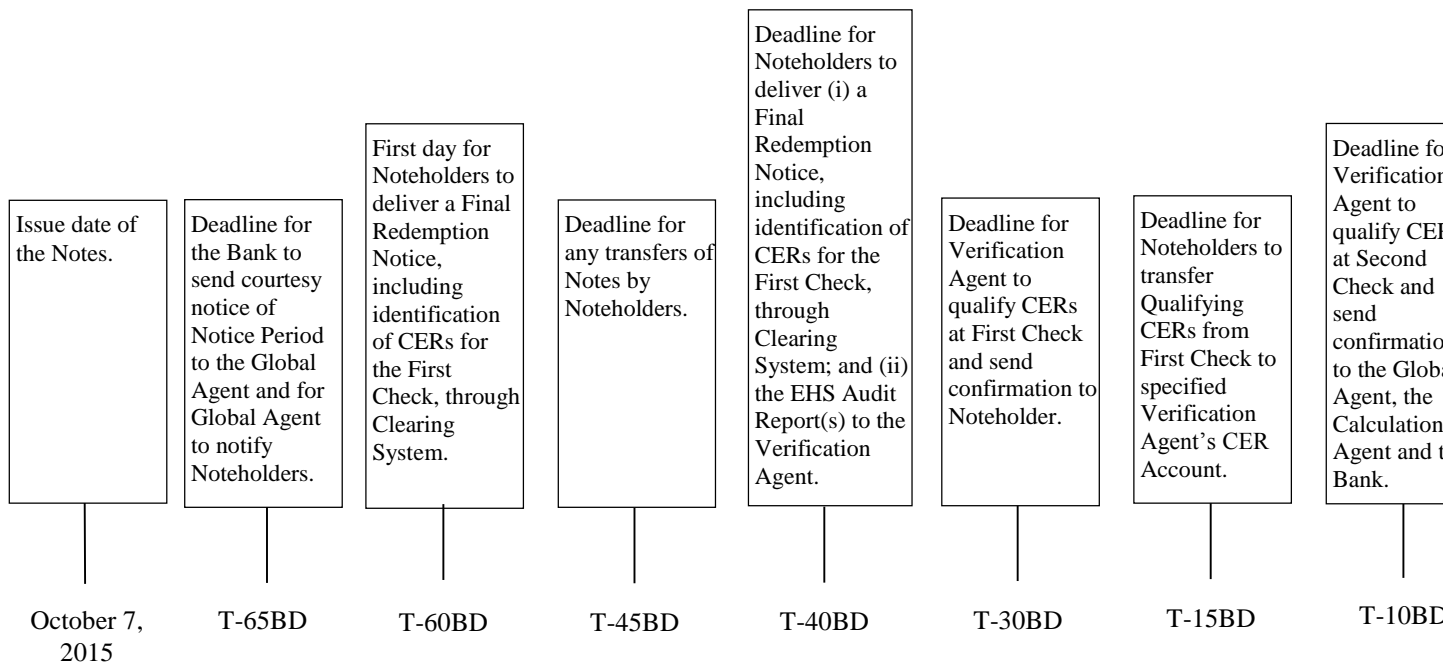 Issue date of
the Notes.
October 7,
2015
Deadline for
the Bank to
send courtesy
notice of
Notice Period
to the Global
Agent and for
Global Agent
to notify
Noteholders.
T-65BD
First day for
Noteholders to
deliver a Final
Redemption
Notice,
including
identification
of CERs for
the First
Check, through
Clearing
System.
T-60BD
Deadline for
any transfers of
Notes by
Noteholders.
T-45BD
Deadline for
Noteholders to
deliver (i) a
Final
Redemption
Notice,
including
identification of
CERs for the
First Check,
through
Clearing
System; and (ii)
the EHS Audit
Report(s) to the
Verification
Agent.
T-40BD
Deadline for
Verification
Agent to
qualify CERs
at First Check
and send
confirmation to
Noteholder.
T-30BD
Deadline for
Noteholders to
transfer
Qualifying
CERs from
First Check to
specified
Verification
Agent's CER
Account.
T-15BD
Deadline
Agent to
qualify
at Second
Check and
send
to the
Agent, the
Calculation
Agent and
Bank.
T-10BD